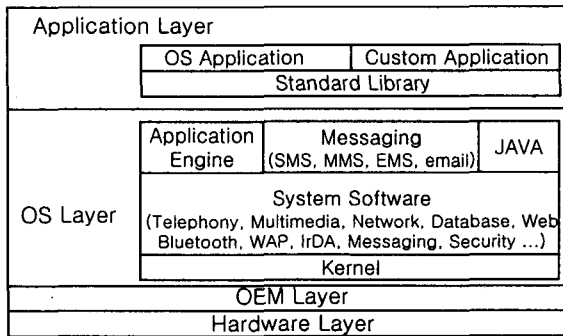 Application Layer
OS Application
Custom Application
Standard Library
Application Engine
Messaging
(SMS, MMS, EMS, email)
JAVA
OS Layer
System Software
(Telephony, Multimedia, Network, Database, Web
Bluetooth, WAP, IrDA, Messaging, Security ...)
Kernel
OEM Layer
Hardware Layer